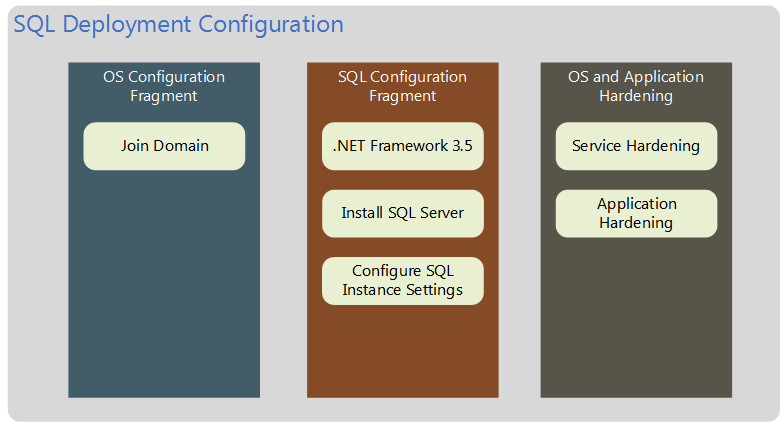 SQL Deployment Configuration
OS Configuration
Fragment
Join Domain
SQL Configuration
Fragment
.NET Framework 3.5
Install SQL Server
Configure SQL
Instance Settings
OS and Application
Hardening
Service Hardening
Application
Hardening